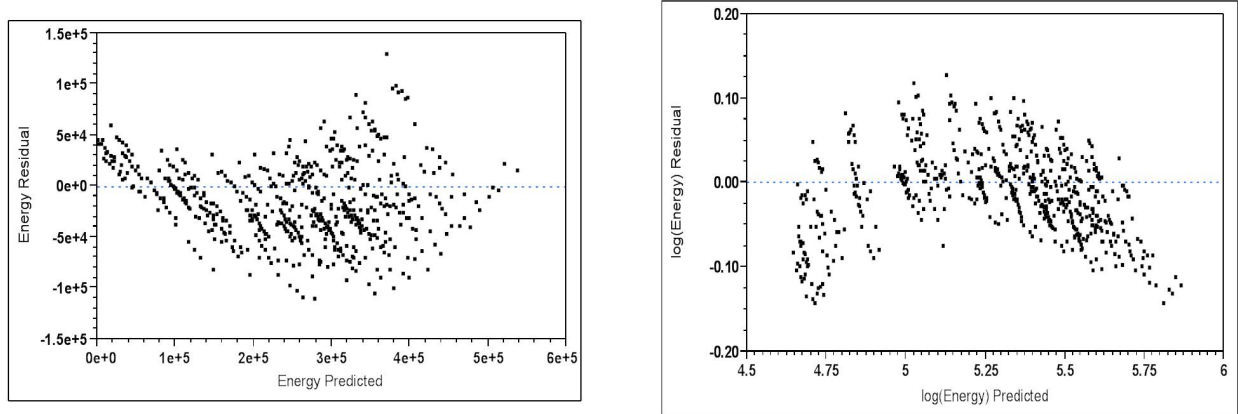 1.5e+5
1e+5
5e+4
0e+0
-5e+4
-1e+5
-1.5e+5
Energy Residual
0e+0 1e+5 2e+5 3e+5 4e+5 5e+5 6e+5
Energy Predicted
0.20
0.10
0.00
-0.10
-0.20
log(Energy) Residual
4.5 4.75 5 5.25 5.5 5.75 6
log(Energy) Predicted